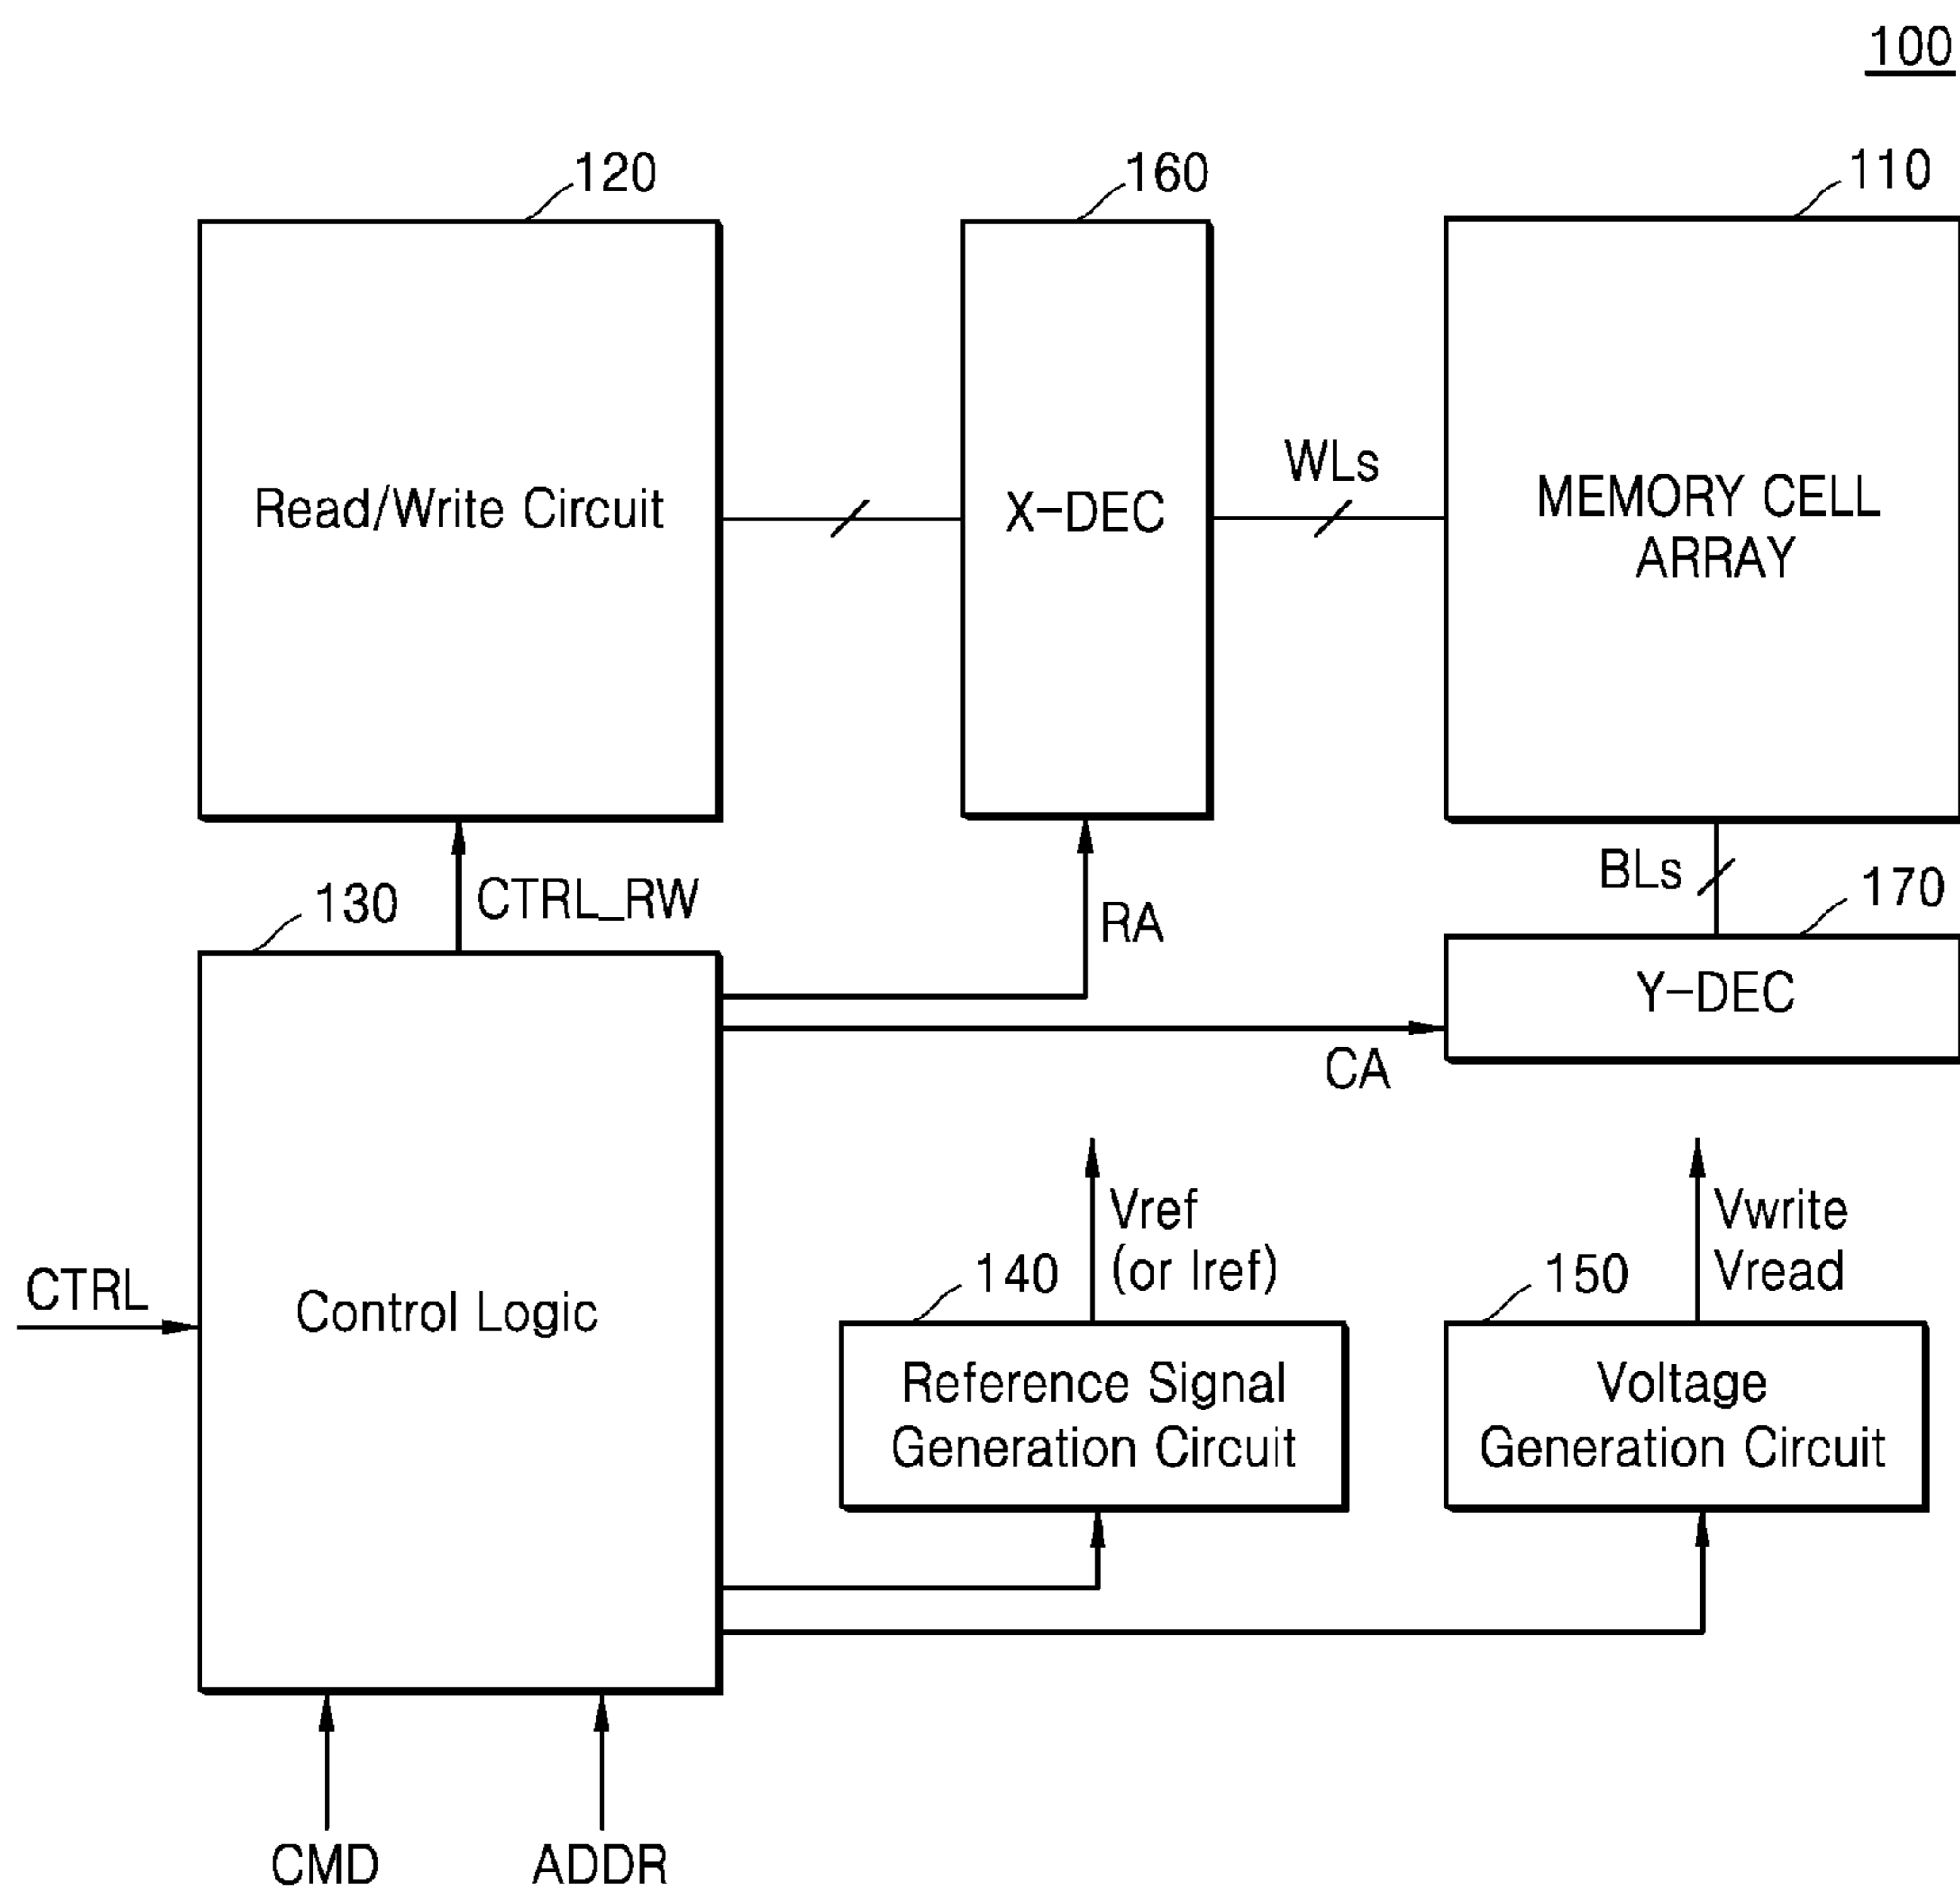 100
120
160
110
Read/Write Circuit
X-DEC
WLs
MEMORY CELL
ARRAY
130
CTRL_RW
RA
BLs
170
Y-DEC
CA
CTRL
Control Logic
Vref
(or Iref)
140
Vwrite
Vread
150
Reference Signal
Generation Circuit
Voltage
Generation Circuit
CMD
ADDR